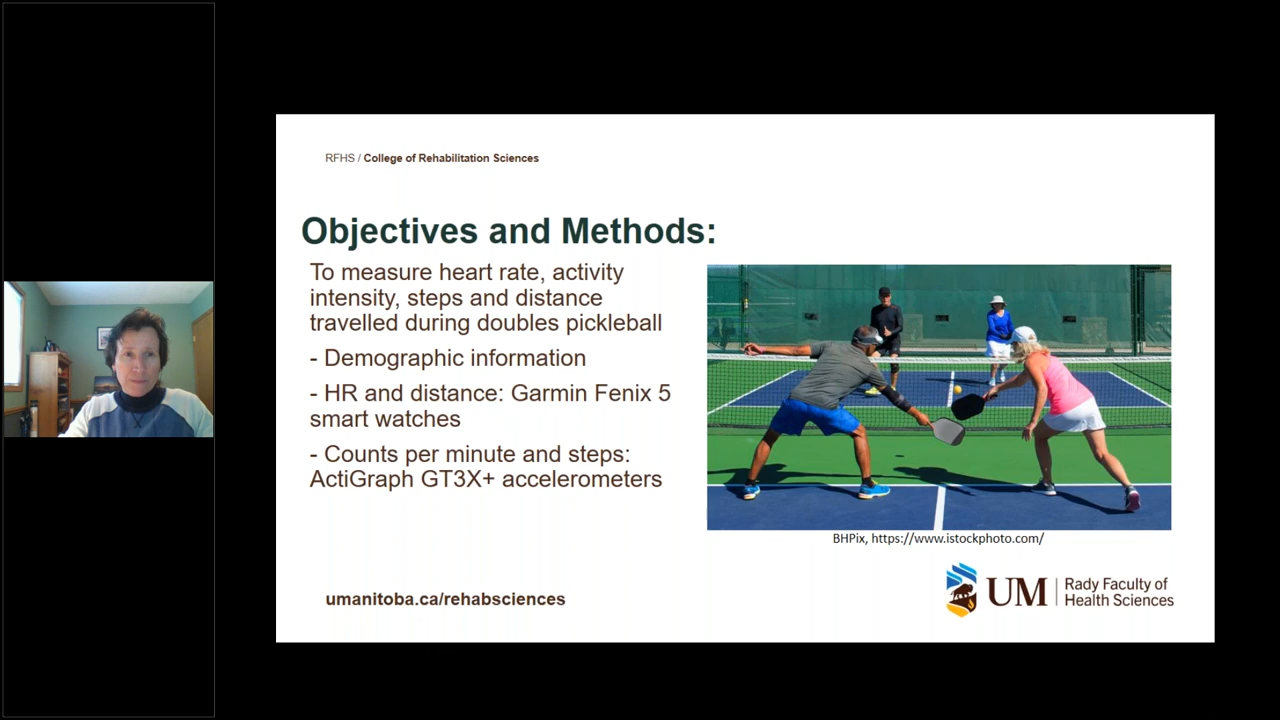 RFHS / College of Rehabilitation Sciences
Objectives and Methods:
To measure heart rate, activity
intensity, steps and distance
travelled during doubles pickleball
- Demographic information
- HR and distance: Garmin Fenix 5
smart watches
- Counts per minute and steps:
ActiGraph GT3X+ accelerometers
BHPix, https://www.istockphoto.com/
umanitoba.ca/rehabsciences
UM
Rady Faculty of
Health Sciences